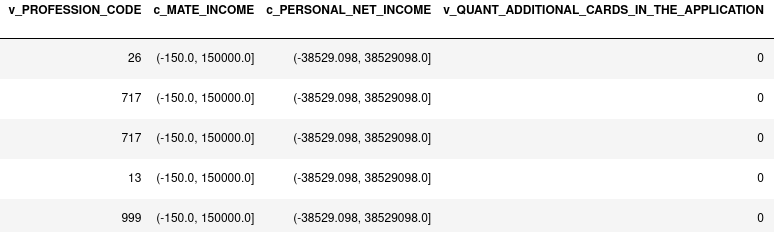 v_PROFESSION_CODE c_MATE_INCOME c_PERSONAL_NET_INCOME v_QUANT_ADDITIONAL_CARDS_IN_THE_APPLICATION
26 (-150.0, 150000.0] (-38529.098, 38529098.0] 0
717 (-150.0, 150000.0] (-38529.098, 38529098.0] 0
717 (-150.0, 150000.0] (-38529.098, 38529098.0] 0
13 (-150.0, 150000.0] (-38529.098, 38529098.0] 0
999 (-150.0, 150000.0] (-38529.098, 38529098.0] 0